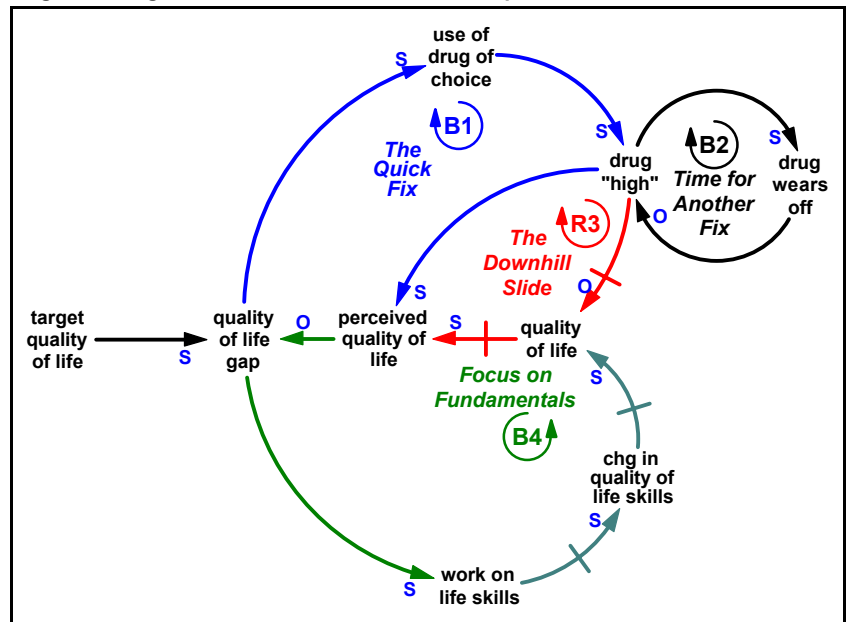 use of
drug of
choice
S
B1
The
Quick
Fix
S
drug
"high"
B2
Time for
Another
Fix
S
drug
wears
off
O
R3
The
Downhill
Slide
O
S
target
quality
of life
S
quality
of life
gap
O
perceived
quality of
life
S
quality
of life
Focus on
Fundamentals
B4
S
chg in
quality of
life skills
S
work on
life skills
S